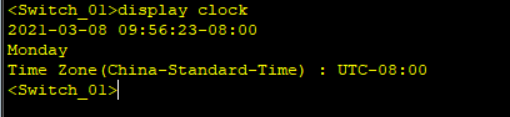 <Switch_01>display clock
2021-03-08 09:56:23-08:00
Monday
Time Zone(China-Standard-Time) : UTC-08:00
<Switch_01>